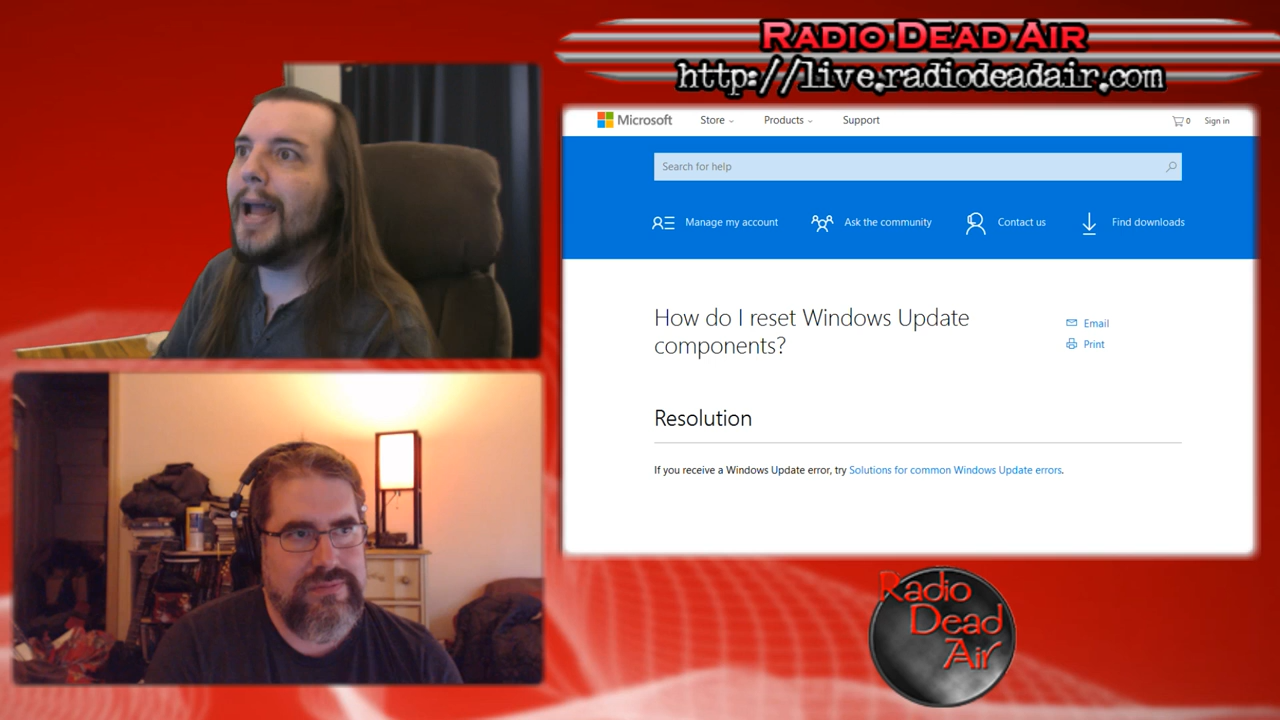 Radio Dead Air
http://live.radiodeadair.com
Microsoft Store Products Support 0 Sign in
Search for help
Manage my account Ask the community Contact us Find downloads
How do I reset Windows Update
components?
Email
Print
Resolution
If you receive a Windows Update error, try Solutions for common Windows Update errors.
Radio
Dead
Air